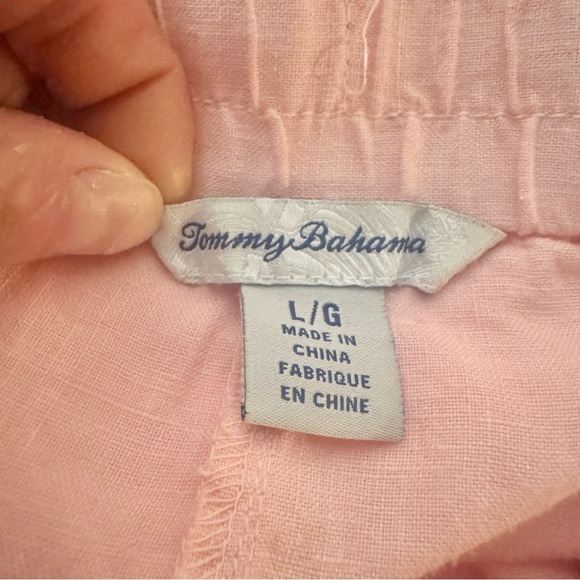 Tommy Bahama
L/G
MADE IN
CHINA
FABRIQUE
EN CHINE